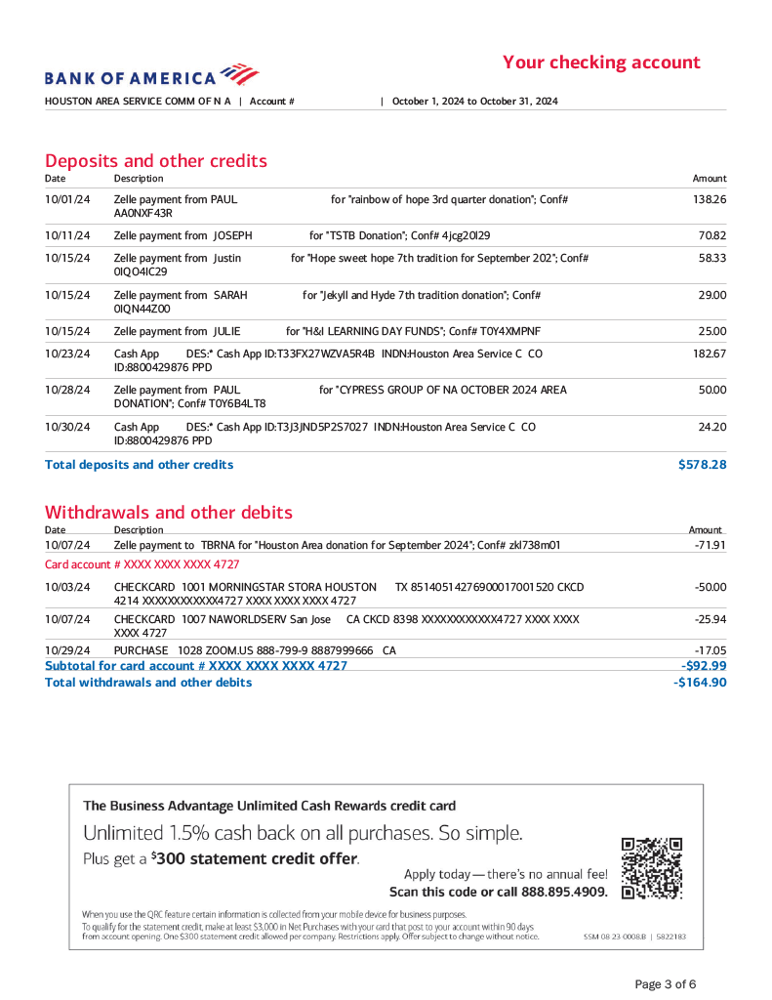 Your checking account
BANK OF AMERICA
HOUSTON AREA SERVICE COMM OF N A | Account # | October 1, 2024 to October 31, 2024
Deposits and other credits
Date Description Amount
10/01/24 Zelle payment from PAUL for "rainbow of hope 3rd quarter donation"; Conf# 138.26
AA0NXF43R
10/11/24 Zelle payment from JOSEPH for "TSTB Donation"; Conf# 4jcg20l29 70.82
10/15/24 Zelle payment from Justin for "Hope sweet hope 7th tradition for September 202"; Conf# 58.33
0IQO4IC29
10/15/24 Zelle payment from SARAH for "Jekyll and Hyde 7th tradition donation"; Conf# 29.00
0IQN44Z00
10/15/24 Zelle payment from JULIE for "H&I LEARNING DAY FUNDS"; Conf# T0Y4XMPNF 25.00
10/23/24 Cash App DES:* Cash App ID:T33FX27WZVA5R4B INDN:Houston Area Service C CO 182.67
ID:8800429876 PPD
10/28/24 Zelle payment from PAUL for "CYPRESS GROUP OF NA OCTOBER 2024 AREA 50.00
DONATION"; Conf# T0Y6B4LT8
10/30/24 Cash App DES:* Cash App ID:T3J3JND5P2S7027 INDN:Houston Area Service C CO 24.20
ID:8800429876 PPD
Total deposits and other credits $578.28
Withdrawals and other debits
Date Description Amount
10/07/24 Zelle payment to TBRNA for "Houston Area donation for September 2024"; Conf# zkl738m01 -71.91
Card account # XXXX XXXX XXXX 4727
10/03/24 CHECKCARD 1001 MORNINGSTAR STORA HOUSTON TX 85140514276900017001520 CKCD -50.00
4214 XXXXXXXXXXXX4727 XXXX XXXX XXXX 4727
10/07/24 CHECKCARD 1007 NAWORLDSERV San Jose CA CKCD 8398 XXXXXXXXXXXX4727 XXXX XXXX -25.94
XXXX 4727
10/29/24 PURCHASE 1028 ZOOM.US 888-799-9 8887999666 CA -17.05
Subtotal for card account # XXXX XXXX XXXX 4727 -$92.99
Total withdrawals and other debits -$164.90
The Business Advantage Unlimited Cash Rewards credit card
Unlimited 1.5% cash back on all purchases. So simple.
Plus get a $300 statement credit offer.
Apply today — there's no annual fee!
Scan this code or call 888.895.4909.
When you use the QRC feature certain information is collected from your mobile device for business purposes.
To qualify for the statement credit, make at least $3,000 in Net Purchases with your card that post to your account within 90 days
from account opening. One $300 statement credit allowed per company. Restrictions apply. Offer subject to change without notice.
SSM-08-23-0008.B | 5822183
Page 3 of 6